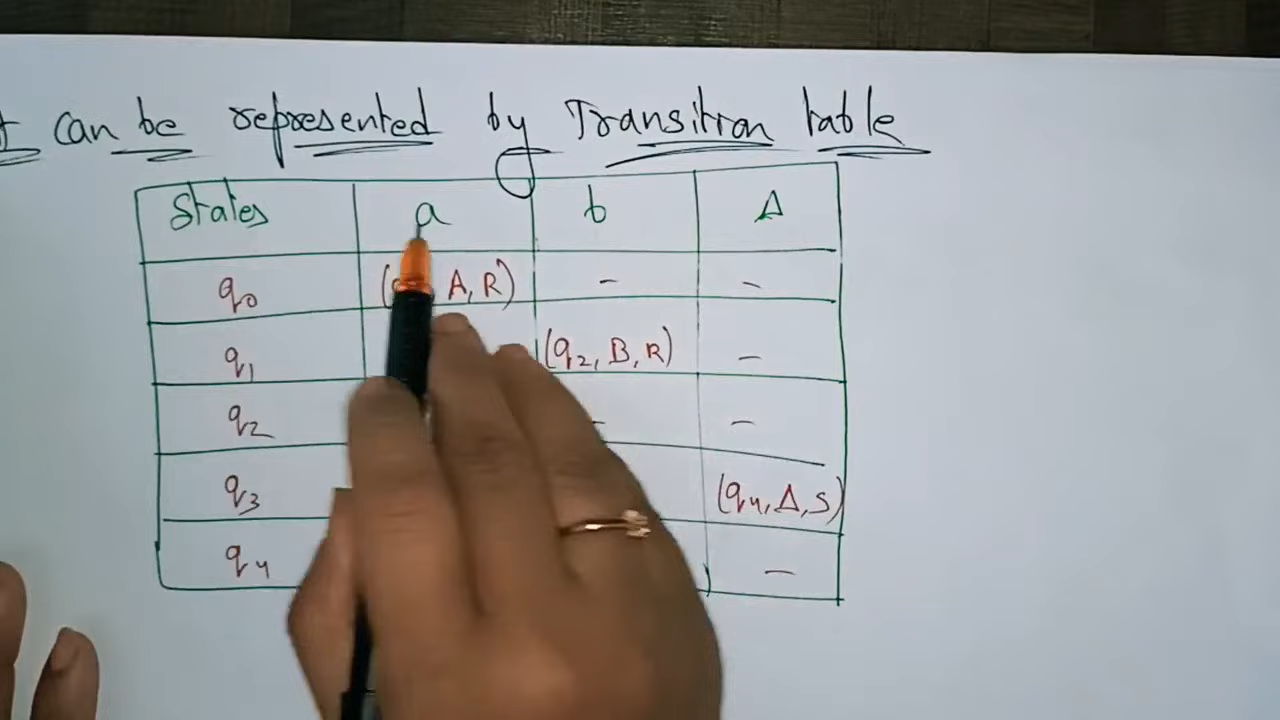 can be represented by Transition table
States a b Δ
q0 A, R) - -
q1 (q2, B, R) -
q2 - -
q3 (q4, Δ, S)
q4 -